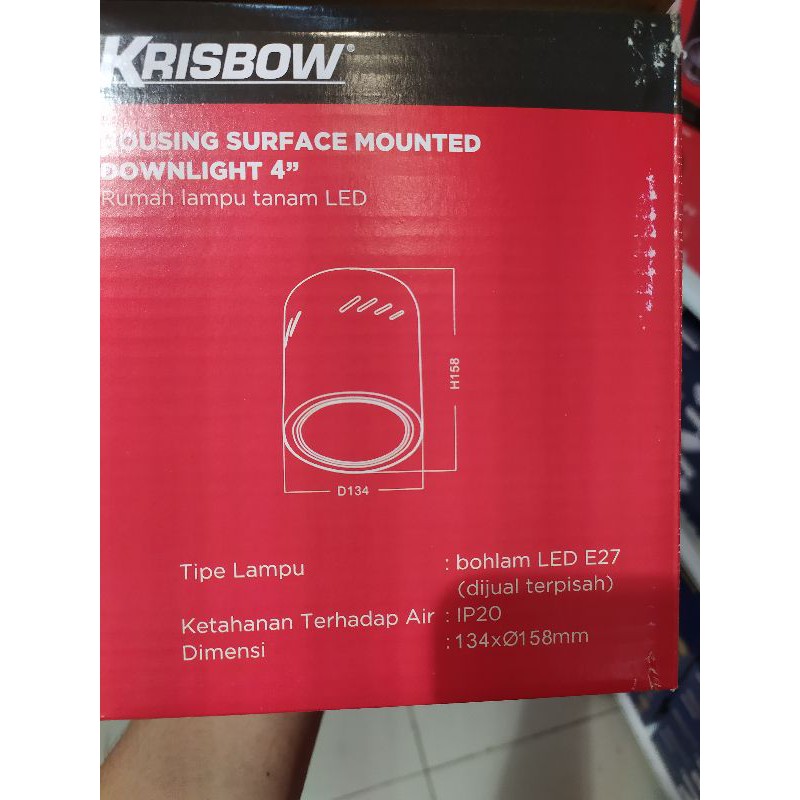 KRISBOW®
HOUSING SURFACE MOUNTED
DOWNLIGHT 4”
Rumah lampu tanam LED
H158
D134
Tipe Lampu : bohlam LED E27
(dijual terpisah)
Ketahanan Terhadap Air : IP20
Dimensi : 134xØ158mm